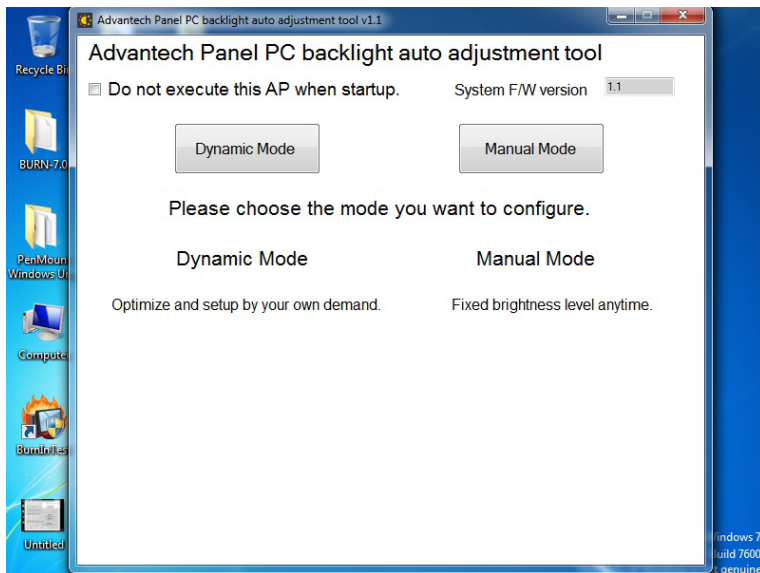 Advantech Panel PC backlight auto adjustment tool v1.1
Advantech Panel PC backlight auto adjustment tool
Do not execute this AP when startup.
System F/W version
1.1
Dynamic Mode
Manual Mode
Please choose the mode you want to configure.
Dynamic Mode
Manual Mode
Optimize and setup by your own demand.
Fixed brightness level anytime.
Recycle Bi
BURN-7.0
PenMoun
Windows Ut
Compute
BurnInTes
Untitled
indows 7
uild 7600
t genuine